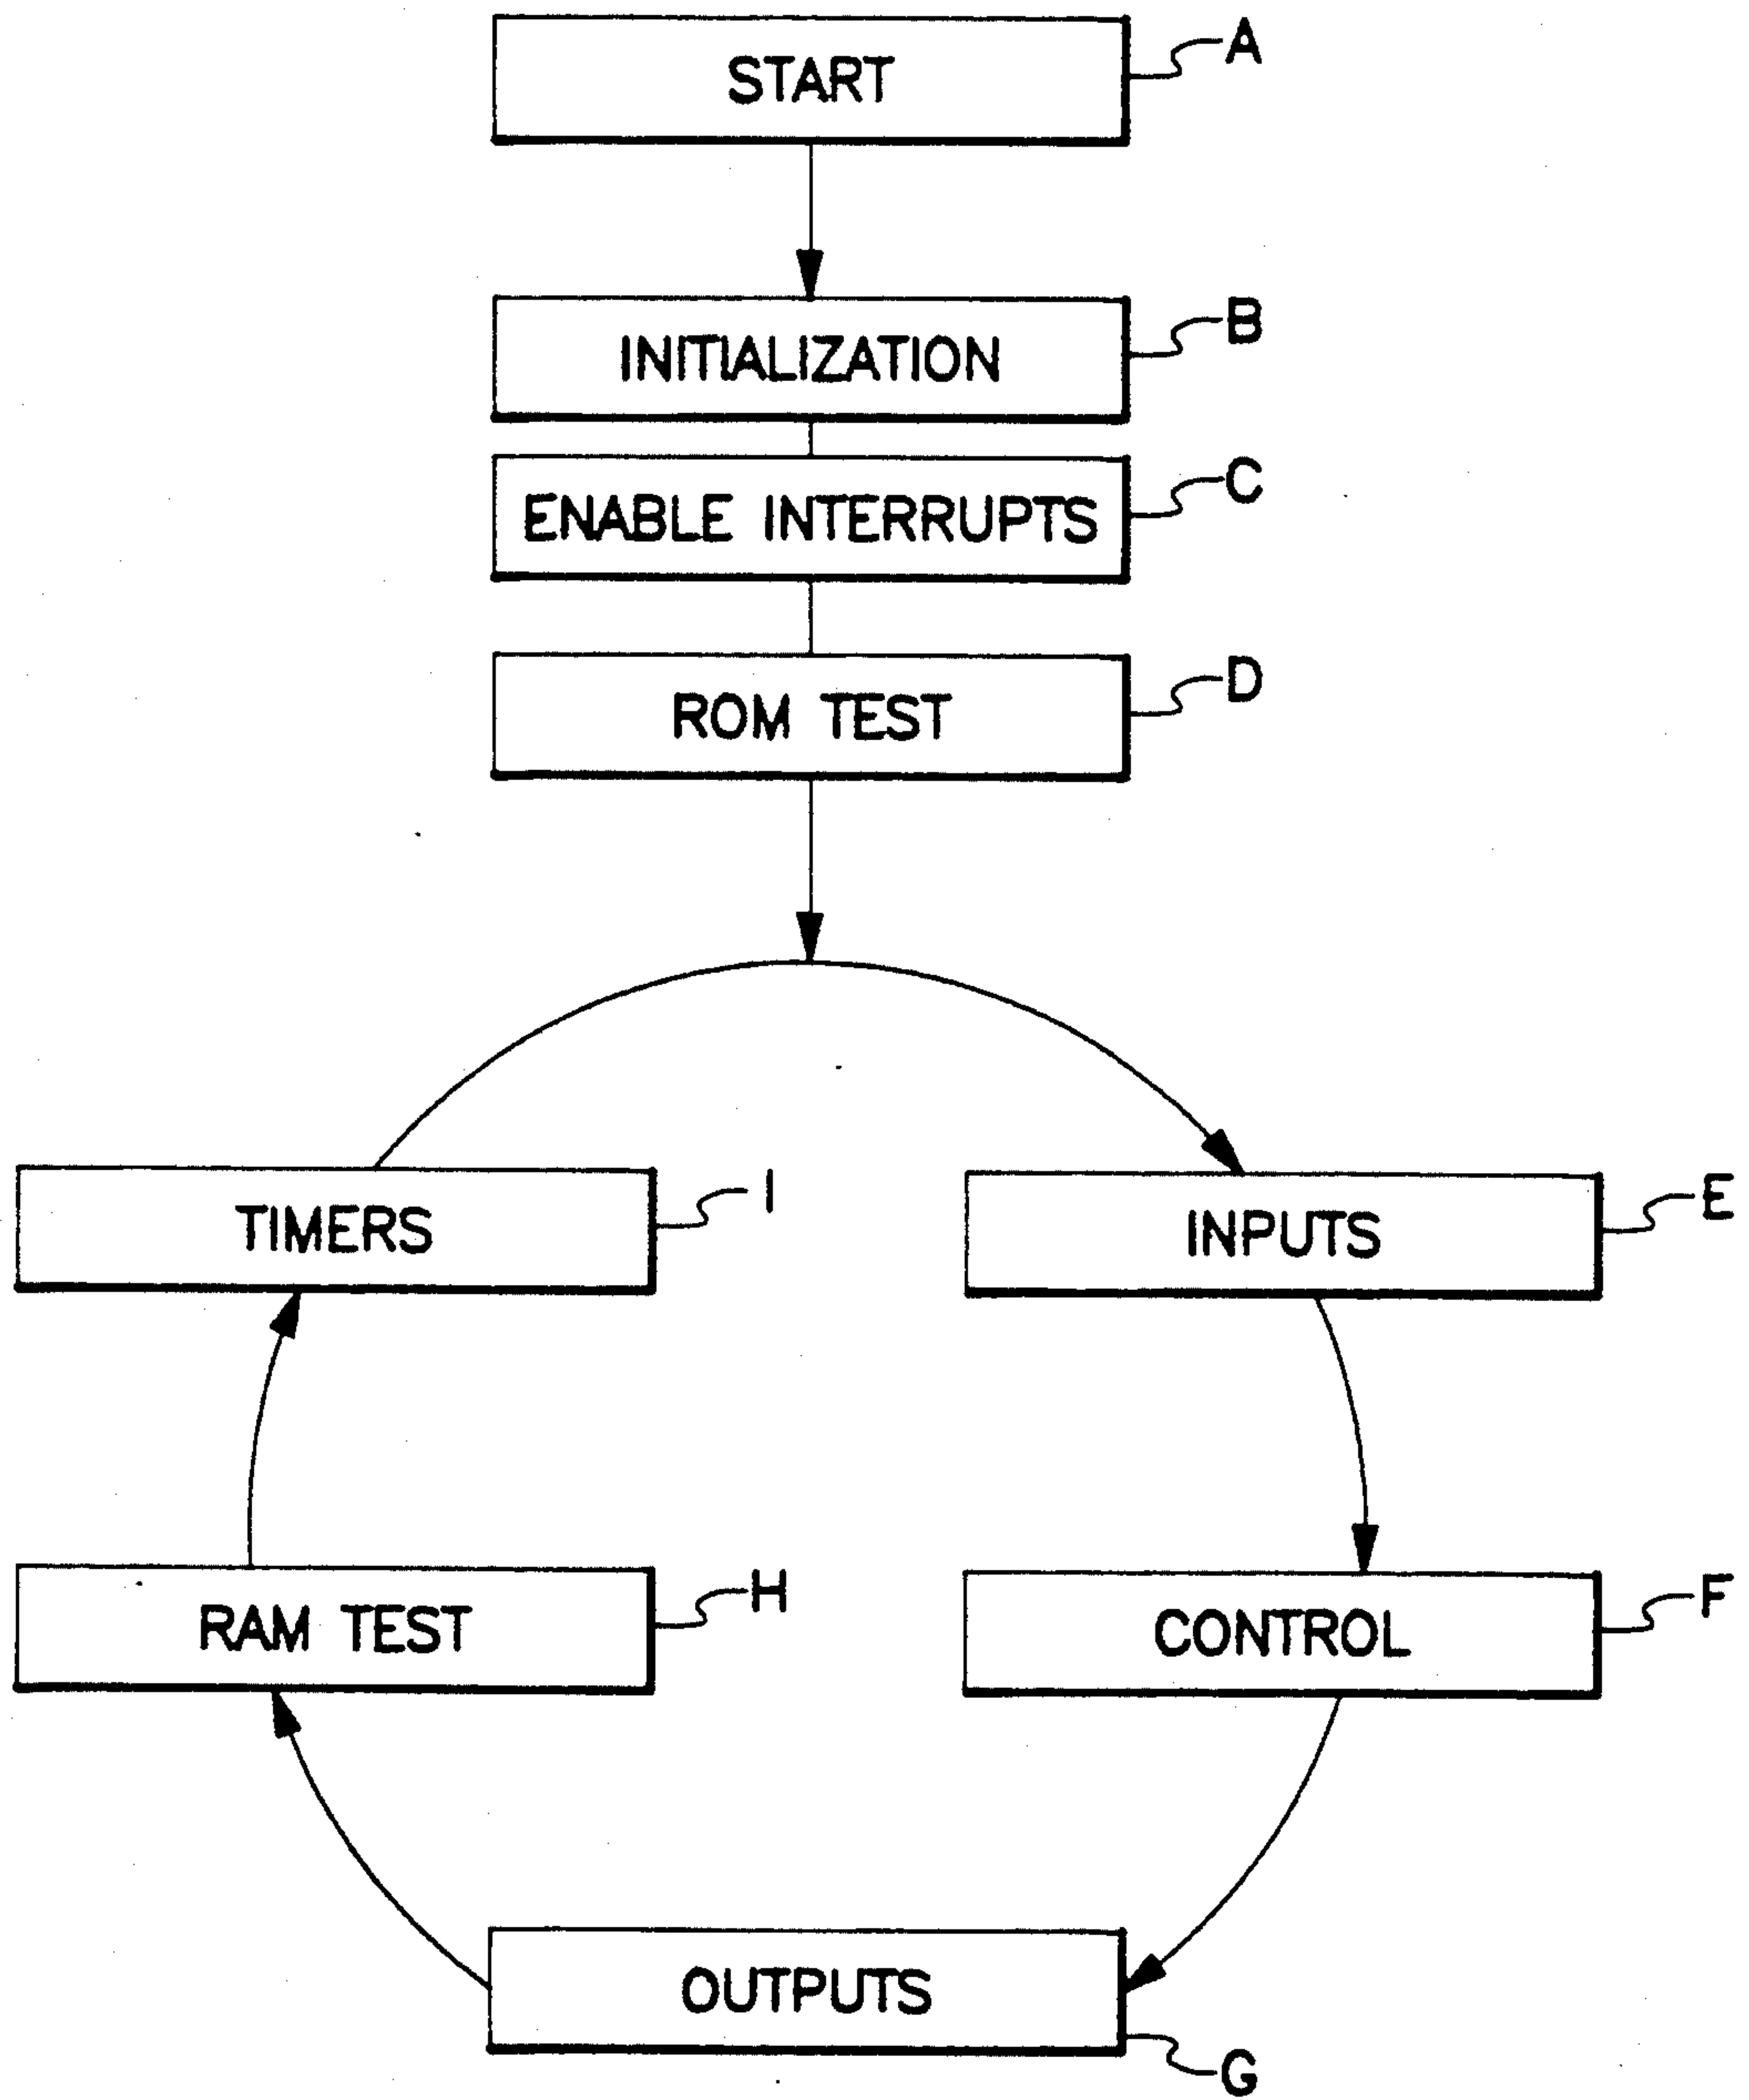 START
A
INITIALIZATION
B
ENABLE INTERRUPTS
C
ROM TEST
D
TIMERS
I
INPUTS
E
RAM TEST
H
CONTROL
F
OUTPUTS
G